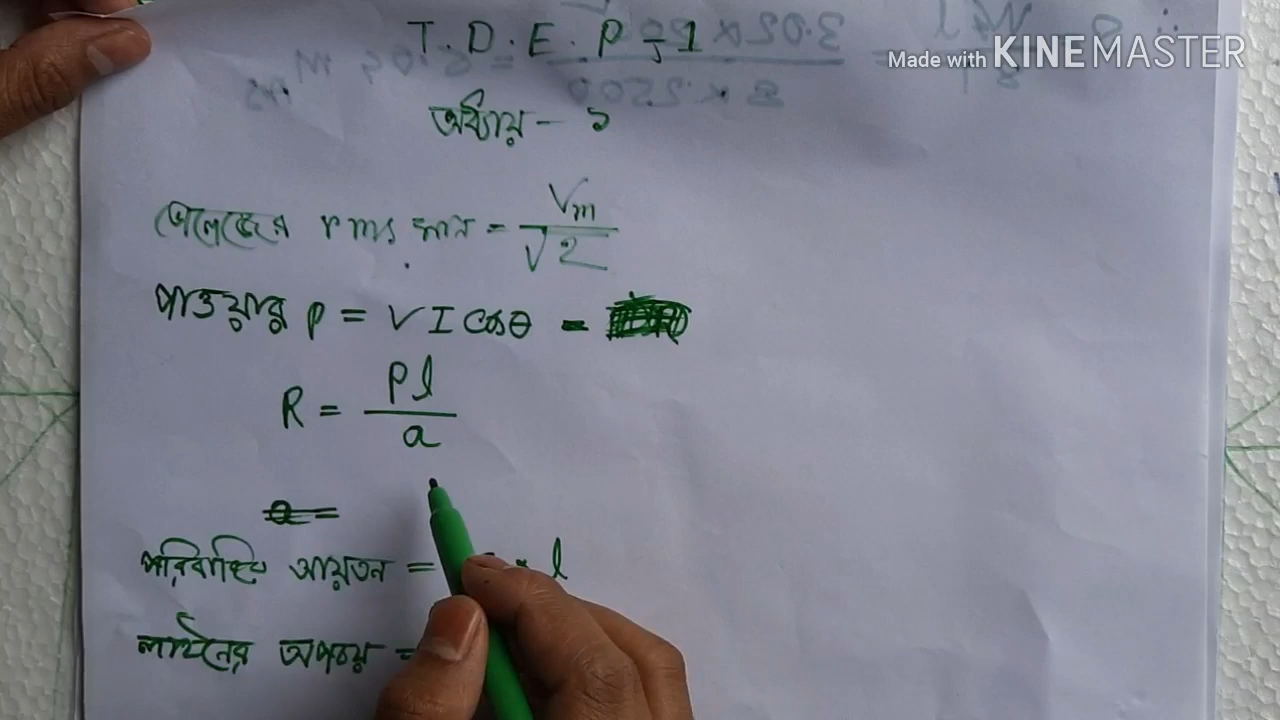 T.D.E.P-1
Made with KINEMASTER
অধ্যায় - ১
ভোল্টেজের rms মান = Vm / √2
পাওয়ার P = VI cosθ =
R = ρl / a
a =
পরিবাহির আয়তন = l
লাইনের অপচয় =